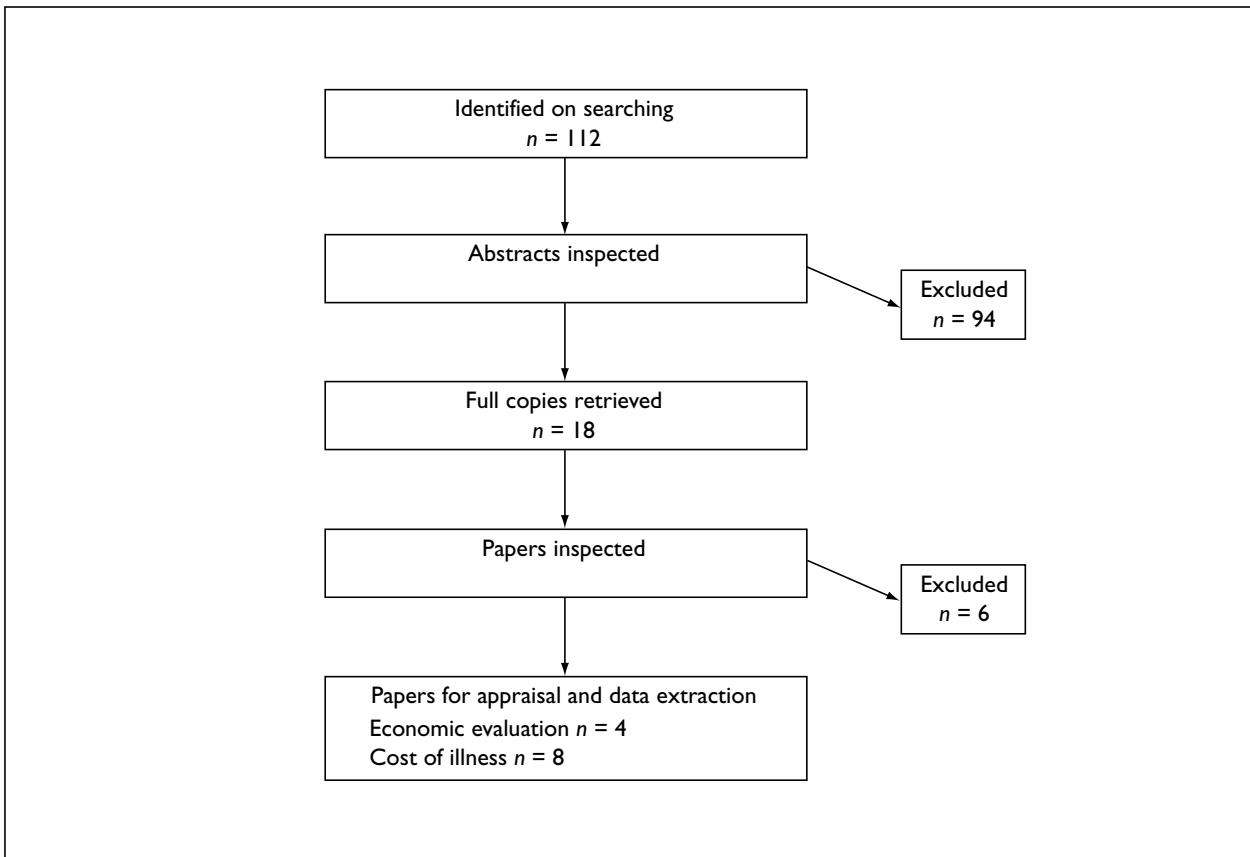 Identified on searching
n = 112
Abstracts inspected
Excluded
n = 94
Full copies retrieved
n = 18
Papers inspected
Excluded
n = 6
Papers for appraisal and data extraction
Economic evaluation n = 4
Cost of illness n = 8